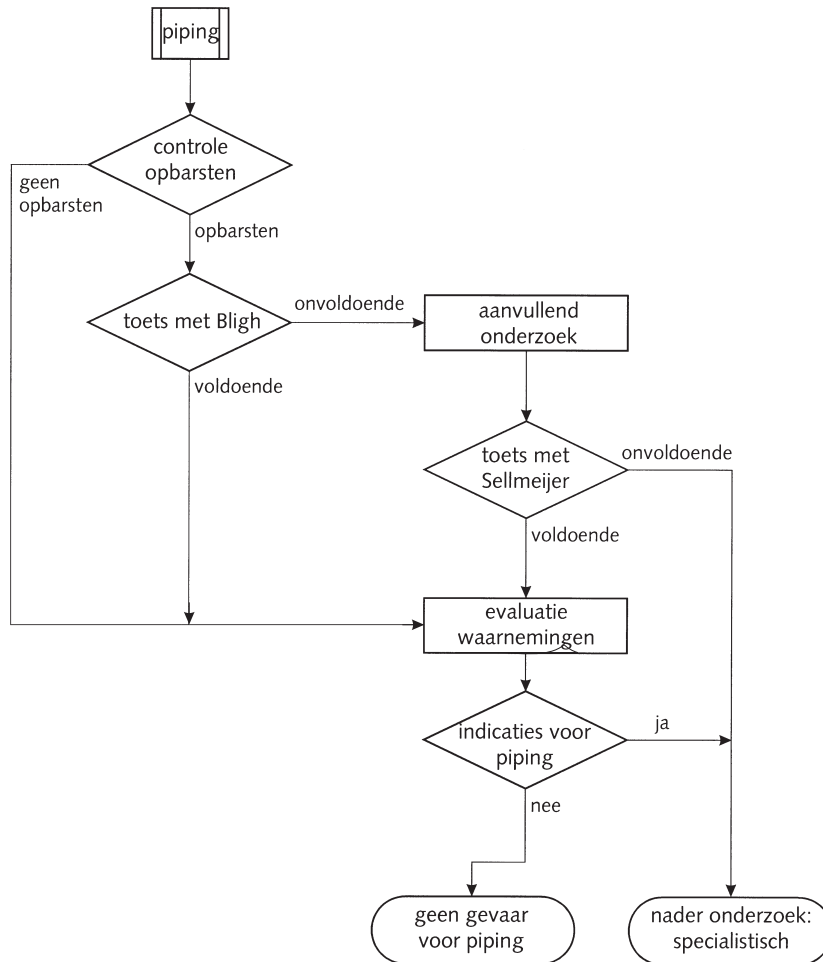 piping
controle
opbarsten
geen
opbarsten
opbarsten
toets met Bligh
onvoldoende
aanvullend
onderzoek
voldoende
toets met
Sellmeijer
onvoldoende
voldoende
evaluatie
waarnemingen
indicaties voor
piping
ja
nee
geen gevaar
voor piping
nader onderzoek:
specialistisch